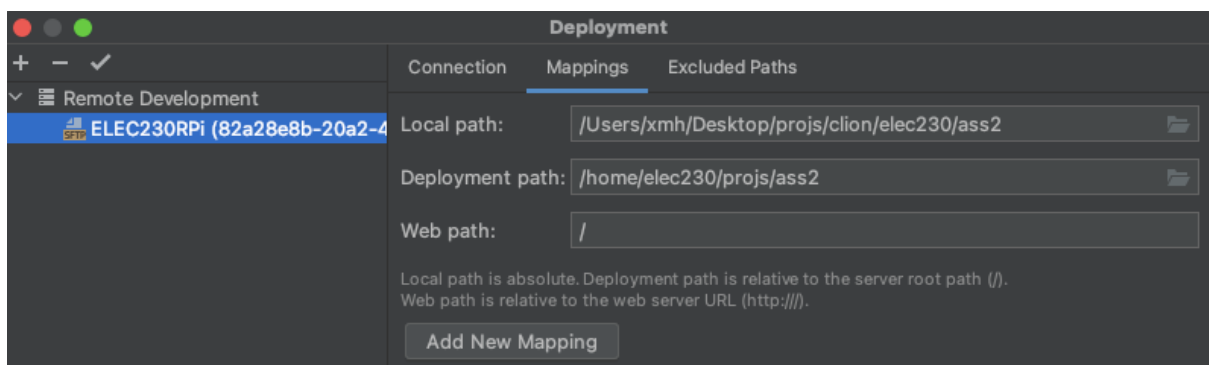 Deployment
Connection Mappings Excluded Paths
Remote Development
SFTP ELEC230RPi (82a28e8b-20a2-4
Local path: /Users/xmh/Desktop/projs/clion/elec230/ass2
Deployment path: /home/elec230/projs/ass2
Web path: /
Local path is absolute. Deployment path is relative to the server root path (/).
Web path is relative to the web server URL (http:///).
Add New Mapping